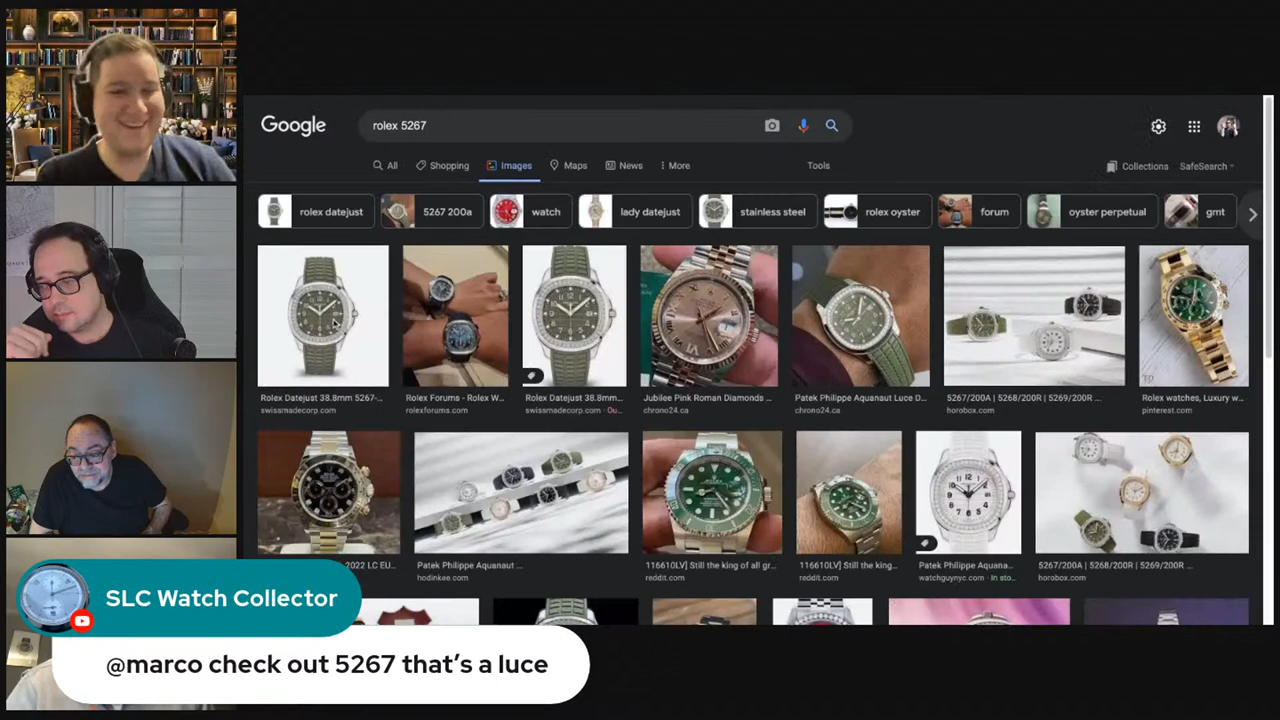 Google
rolex 5267
All
Shopping
Images
Maps
News
More
Tools
Collections
SafeSearch
rolex datejust
5267 200a
watch
lady datejust
stainless steel
rolex oyster
forum
oyster perpetual
gmt
Rolex Datejust 38.8mm 5267-...
swissmadecorp.com
Rolex Forums - Rolex W...
rolexforums.com
Rolex Datejust 38.8mm...
swissmadecorp.com · Ou...
Jubilee Pink Roman Diamonds ...
chrono24.ca
Patek Philippe Aquanaut Luce D...
chrono24.ca
5267/200A | 5268/200R | 5269/200R ...
horobox.com
Rolex watches, Luxury w...
pinterest.com
2022 LC EU...
Patek Philippe Aquanaut ...
hodinkee.com
116610LV] Still the king of all gr...
reddit.com
116610LV] Still the king...
reddit.com
Patek Philippe Aquana...
watchguynyc.com · In sto...
5267/200A | 5268/200R | 5269/200R ...
horobox.com
SLC Watch Collector
@marco check out 5267 that's a luce